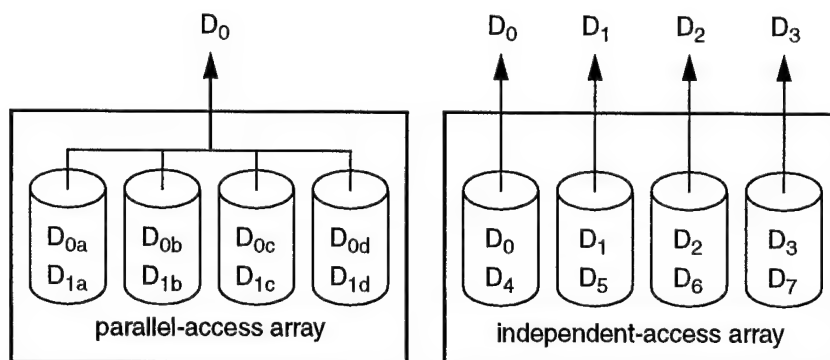 D0 D0 D1 D2 D3
D0a D0b D0c D0d D0 D1 D2 D3
D1a D1b D1c D1d D4 D5 D6 D7
parallel-access array independent-access array